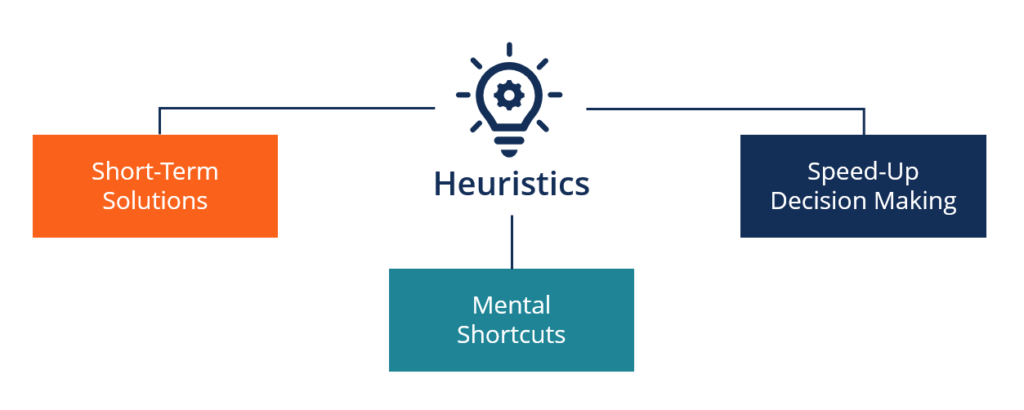 Heuristics
Short-Term
Solutions
Mental
Shortcuts
Speed-Up
Decision Making